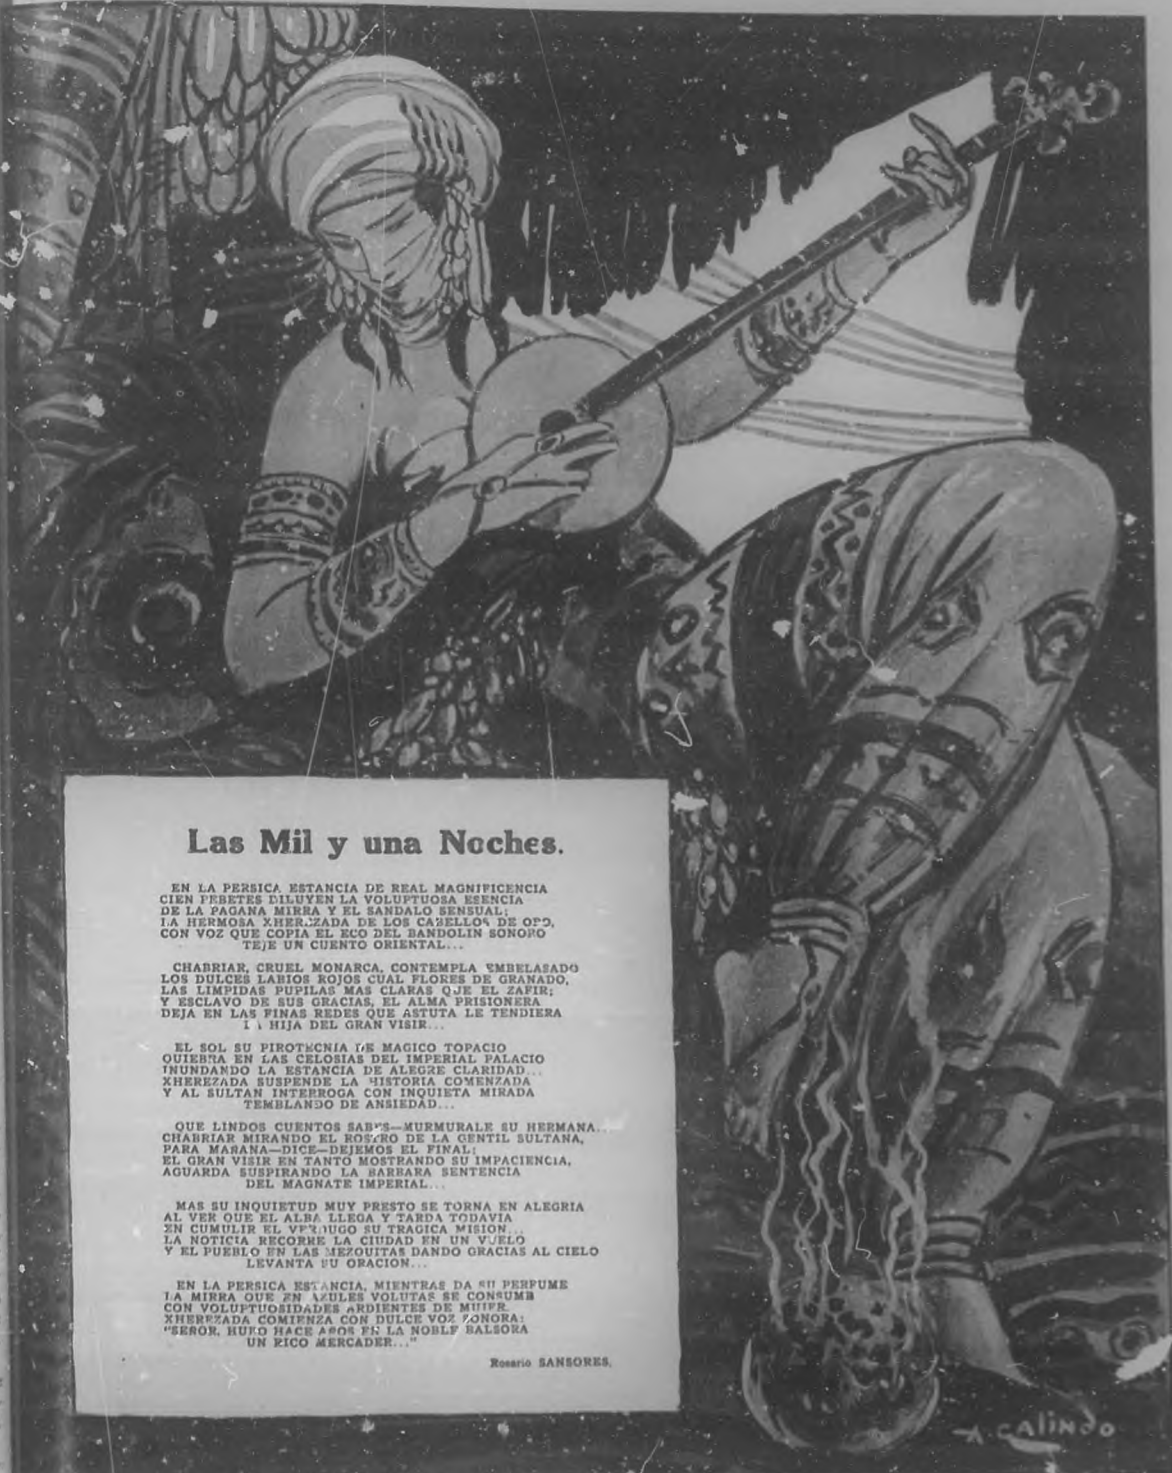 Las Mil y una Noches.
EN LA PERSICA ESTANCIA DE REAL MAGNIFICENCIA
CIEN PEBETES DILUYEN LA VOLUPTUOSA ESENCIA
DE LA PAGANA MIRRA Y EL SANDALO SENSUAL;
LA HERMOSA XHEREZADA DE LOS CABELLOS DE ORO,
CON VOZ QUE COPIA EL ECO DEL BANDOLIN SONORO
TEJE UN CUENTO ORIENTAL...
CHABRIAR, CRUEL MONARCA, CONTEMPLA EMBELASADO
LOS DULCES LABIOS ROJOS CUAL FLORES DE GRANADO,
LAS LIMPIDAS PUPILAS MAS CLARAS QUE EL ZAFIR;
Y ESCLAVO DE SUS GRACIAS, EL ALMA PRISIONERA
DEJA EN LAS FINAS REDES QUE ASTUTA LE TENDIERA
LA HIJA DEL GRAN VISIR...
EL SOL SU PIROTECNIA DE MAGICO TOPACIO
QUIEBRA EN LAS CELOSIAS DEL IMPERIAL PALACIO
INUNDANDO LA ESTANCIA DE ALEGRE CLARIDAD...
XHEREZADA SUSPENDE LA HISTORIA COMENZADA
Y AL SULTAN INTERROGA CON INQUIETA MIRADA
TEMBLANDO DE ANSIEDAD...
QUE LINDOS CUENTOS SABES—MURMURALE SU HERMANA...
CHABRIAR MIRANDO EL ROSTRO DE LA GENTIL SULTANA,
PARA MAÑANA—DICE—DEJEMOS EL FINAL;
EL GRAN VISIR EN TANTO MOSTRANDO SU IMPACIENCIA,
AGUARDA SUSPIRANDO LA BARBARA SENTENCIA
DEL MAGNATE IMPERIAL...
MAS SU INQUIETUD MUY PRESTO SE TORNA EN ALEGRIA
AL VER QUE EL ALBA LLEGA Y TARDA TODAVIA
EN CUMULIR EL VERDUGO SU TRAGICA MISION...
LA NOTICIA RECORRE LA CIUDAD EN UN VUELO
Y EL PUEBLO EN LAS MEZQUITAS DANDO GRACIAS AL CIELO
LEVANTA SU ORACION...
EN LA PERSICA ESTANCIA, MIENTRAS DA SU PERFUME
LA MIRRA QUE EN AZULES VOLUTAS SE CONSUME
CON VOLUPTUOSIDADES ARDIENTES DE MUJER
XHEREZADA COMIENZA CON DULCE VOZ SONORA:
"SEÑOR, HUBO HACE AÑOS EN LA NOBLE BALSORA
UN RICO MERCADER..."
Rosario SANSORES.
A. GALINDO